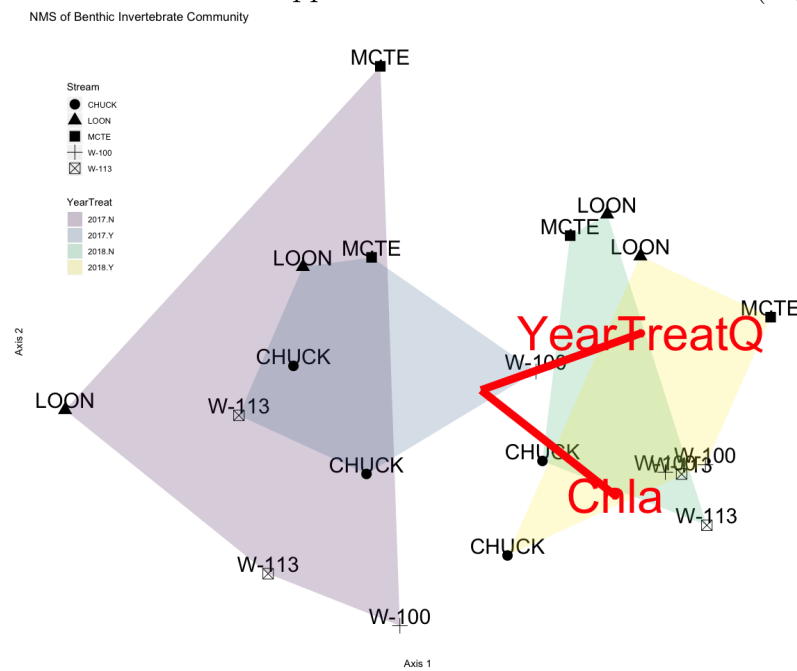 NMS of Benthic Invertebrate Community
MCTE
Stream
CHUCK
LOON
MCTE
W-100
W-113
YearTreat
2017.N
2017.Y
2018.N
2018.Y
LOON
MCTE
LOON
MCTE
LOON
MCTE
YearTreatQ
Axis 2
CHUCK
W-100
LOON
W-113
CHUCK
CHUCK
W-100
W-100
W-113
Chla
W-113
CHUCK
W-113
W-100
Axis 1